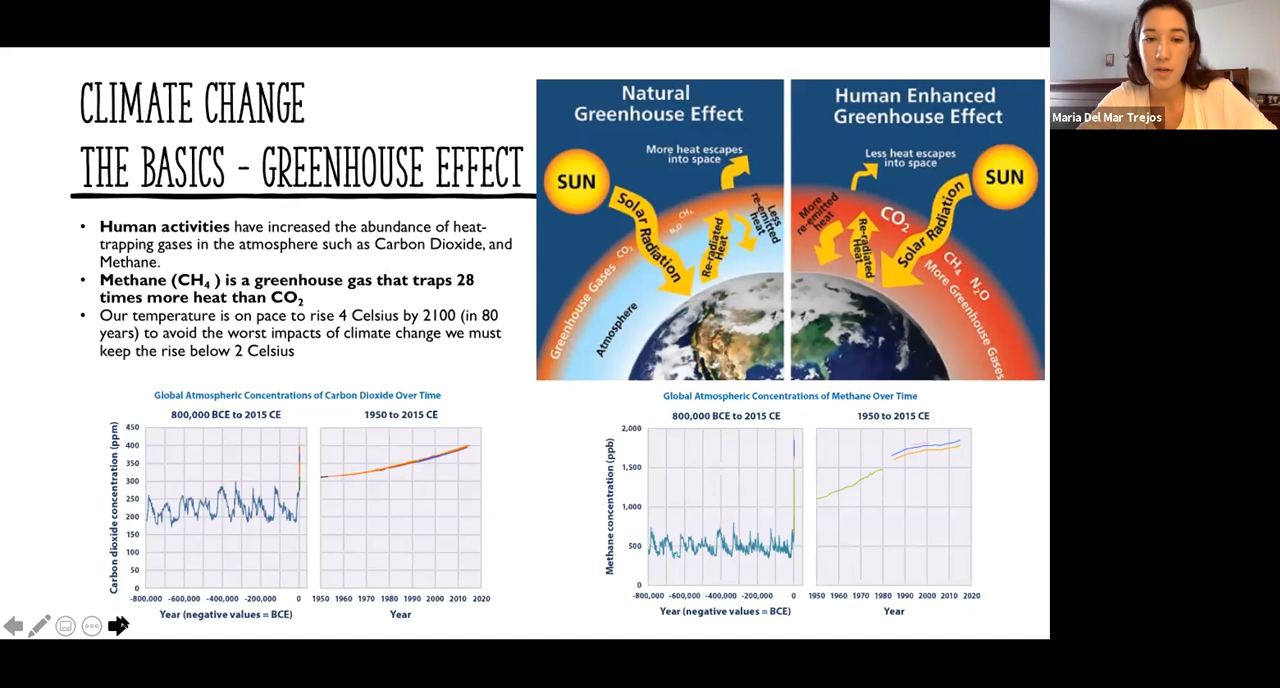 CLIMATE CHANGE
THE BASICS - GREENHOUSE EFFECT
• Human activities have increased the abundance of heat-
trapping gases in the atmosphere such as Carbon Dioxide, and
Methane.
• Methane (CH₄ ) is a greenhouse gas that traps 28
times more heat than CO₂
• Our temperature is on pace to rise 4 Celsius by 2100 (in 80
years) to avoid the worst impacts of climate change we must
keep the rise below 2 Celsius
Natural
Greenhouse Effect
More heat escapes
into space
SUN
Solar Radiation
Re-radiated
Heat
Less
re-emitted
heat
CH₄
N₂O
CO₂
Greenhouse Gases
Atmosphere
Human Enhanced
Greenhouse Effect
Less heat escapes
into space
SUN
Solar Radiation
More
re-emitted
heat
Re-radiated
Heat
CO₂
CH₄
N₂O
More Greenhouse Gases
Maria Del Mar Trejos
Global Atmospheric Concentrations of Carbon Dioxide Over Time
800,000 BCE to 2015 CE
1950 to 2015 CE
Carbon dioxide concentration (ppm)
450
400
350
300
250
200
150
100
50
0
-800,000 -600,000 -400,000 -200,000 0
1950 1960 1970 1980 1990 2000 2010 2020
Year (negative values = BCE)
Year
Global Atmospheric Concentrations of Methane Over Time
800,000 BCE to 2015 CE
1950 to 2015 CE
Methane concentration (ppb)
2,000
1,500
1,000
500
0
-800,000 -600,000 -400,000 -200,000 0
1950 1960 1970 1980 1990 2000 2010 2020
Year (negative values = BCE)
Year